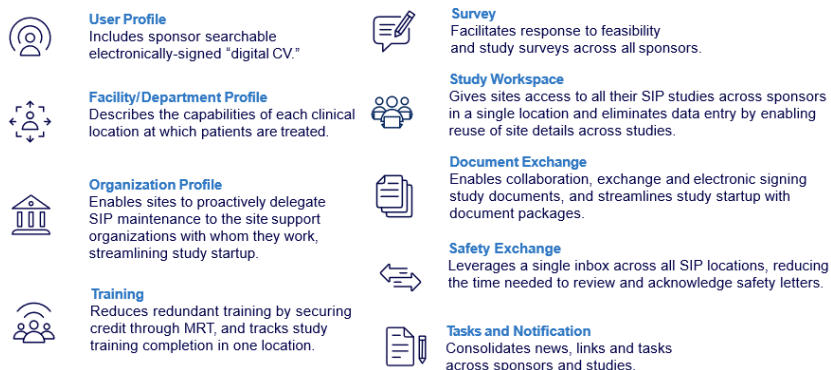 User Profile
Includes sponsor searchable
electronically-signed “digital CV.”
Facility/Department Profile
Describes the capabilities of each clinical
location at which patients are treated.
Organization Profile
Enables sites to proactively delegate
SIP maintenance to the site support
organizations with whom they work,
streamlining study startup.
Training
Reduces redundant training by securing
credit through MRT, and tracks study
training completion in one location.
Survey
Facilitates response to feasibility
and study surveys across all sponsors.
Study Workspace
Gives sites access to all their SIP studies across sponsors
in a single location and eliminates data entry by enabling
reuse of site details across studies.
Document Exchange
Enables collaboration, exchange and electronic signing
study documents, and streamlines study startup with
document packages.
Safety Exchange
Leverages a single inbox across all SIP locations, reducing
the time needed to review and acknowledge safety letters.
Tasks and Notification
Consolidates news, links and tasks
across sponsors and studies.